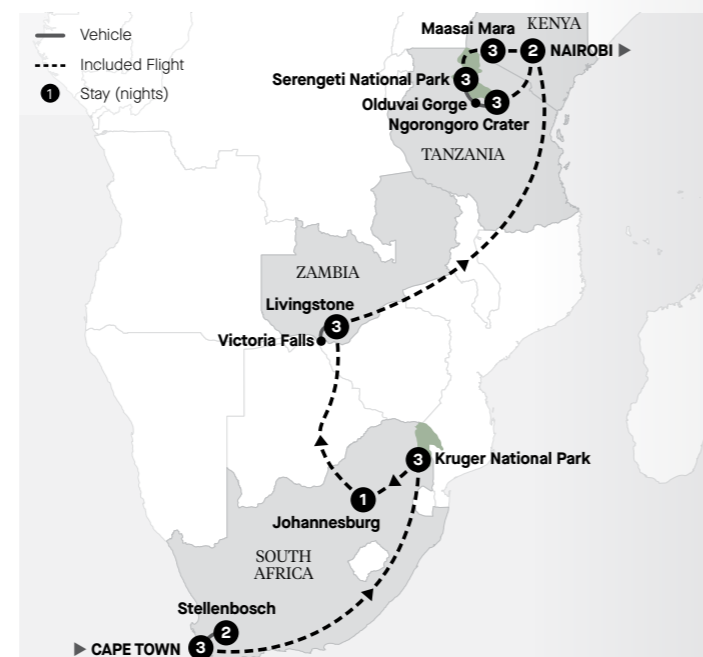 Vehicle
Included Flight
1 Stay (nights)
KENYA
Maasai Mara
3
2 NAIROBI ▶
Serengeti National Park 3
Olduvai Gorge
3
Ngorongoro Crater
TANZANIA
ZAMBIA
Livingstone
3
Victoria Falls
3 Kruger National Park
1
Johannesburg
SOUTH
AFRICA
Stellenbosch
2
▶ CAPE TOWN 3